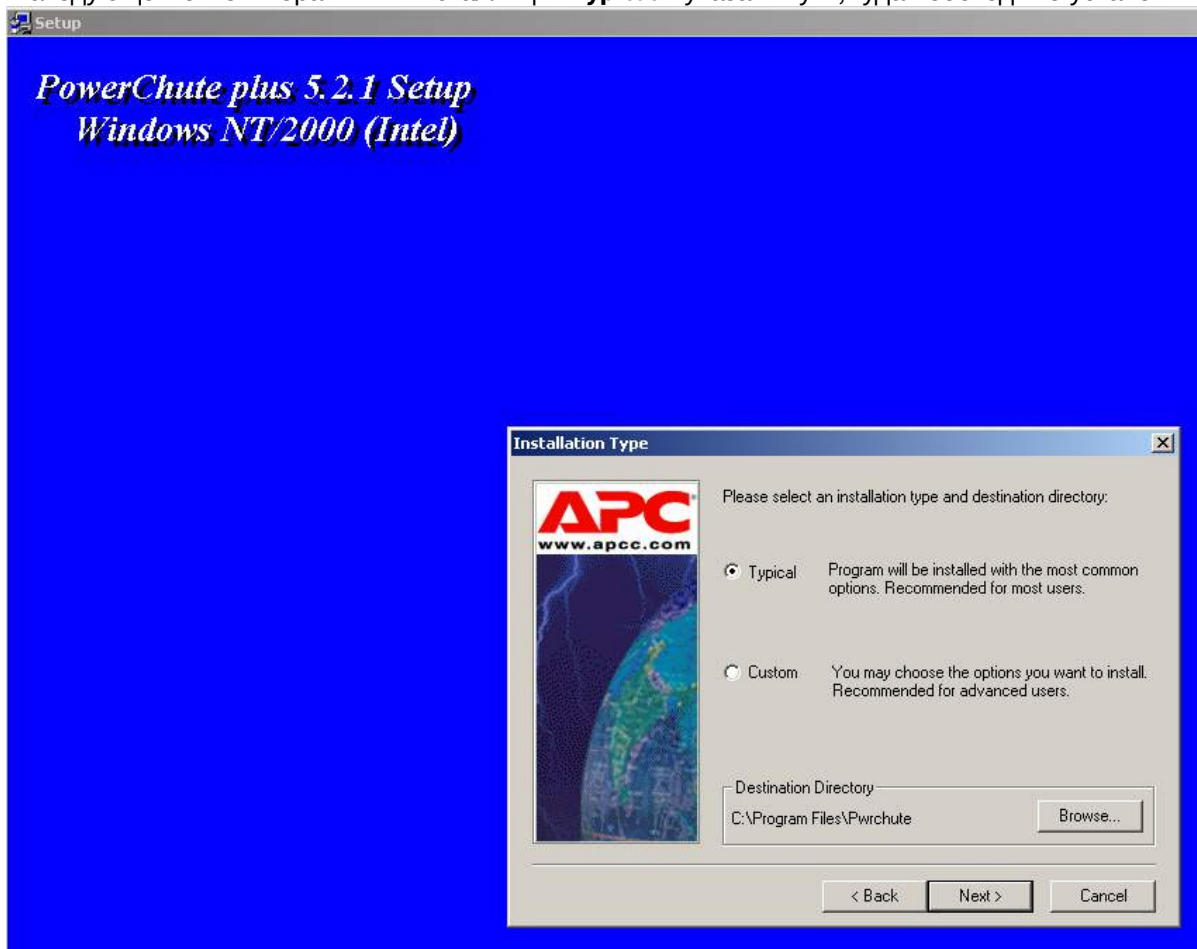 Setup
PowerChute plus 5.2.1 Setup
Windows NT/2000 (Intel)
Installation Type
APC
www.apcc.com
Please select an installation type and destination directory:
Typical
Program will be installed with the most common
options. Recommended for most users.
Custom
You may choose the options you want to install.
Recommended for advanced users.
Destination Directory
C:\Program Files\Pwrchute
Browse...
< Back
Next >
Cancel